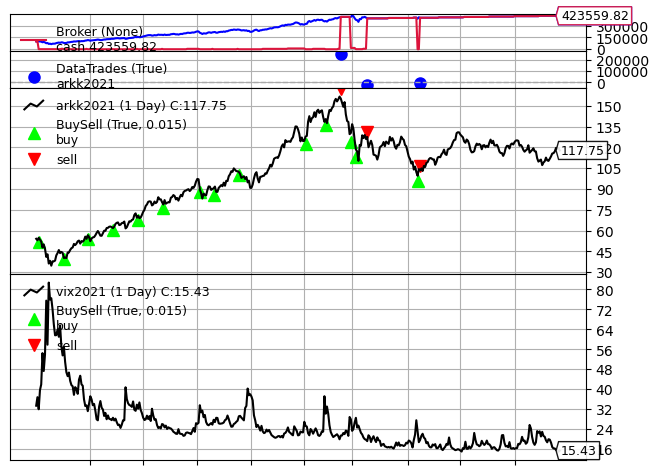 Broker (None)
cash 423559.82
423559.82
300000
150000
0
DataTrades (True)
arkk2021
200000
100000
0
arkk2021 (1 Day) C:117.75
BuySell (True, 0.015)
buy
sell
150
135
117.75
20
105
90
75
60
45
30
vix2021 (1 Day) C:15.43
BuySell (True, 0.015)
buy
sell
80
72
64
56
48
40
32
24
15.43
16